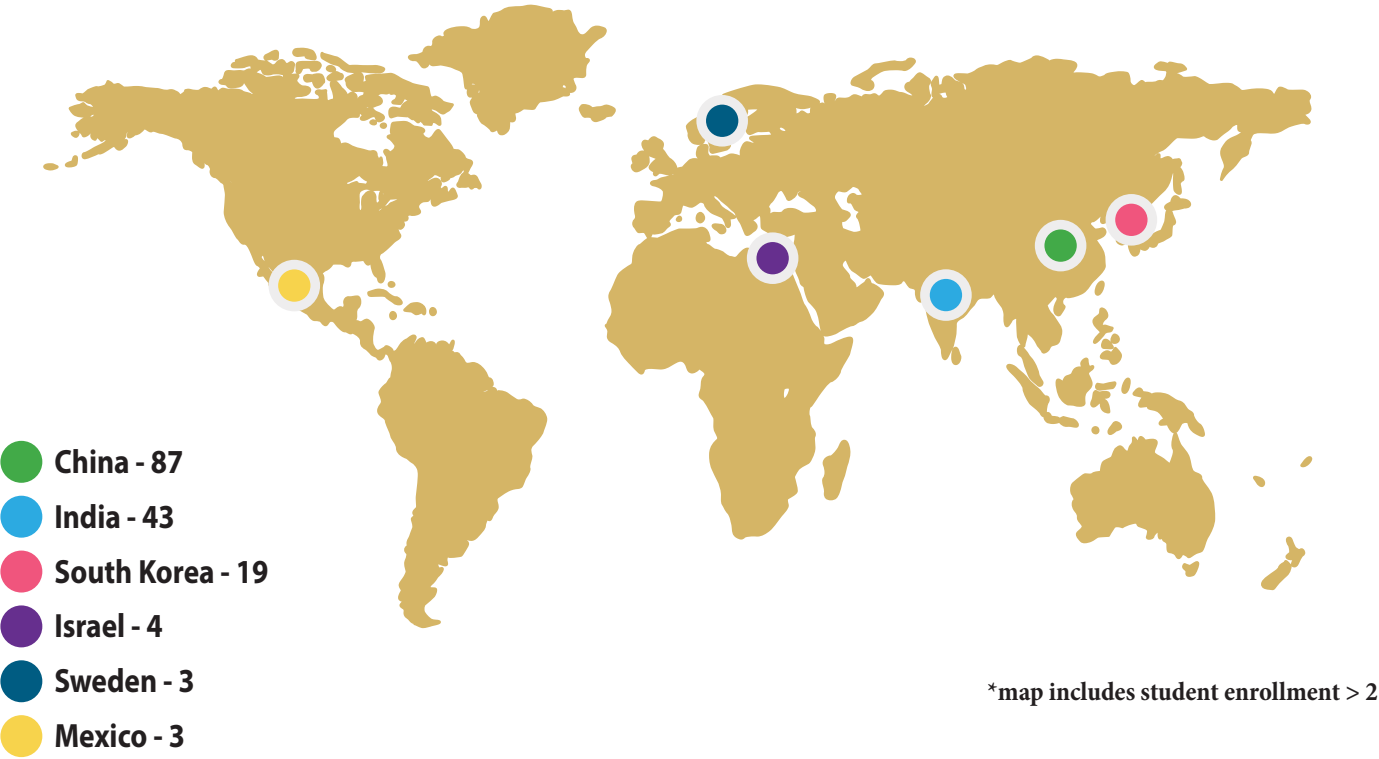 China - 87
India - 43
South Korea - 19
Israel - 4
Sweden - 3
Mexico - 3
*map includes student enrollment > 2